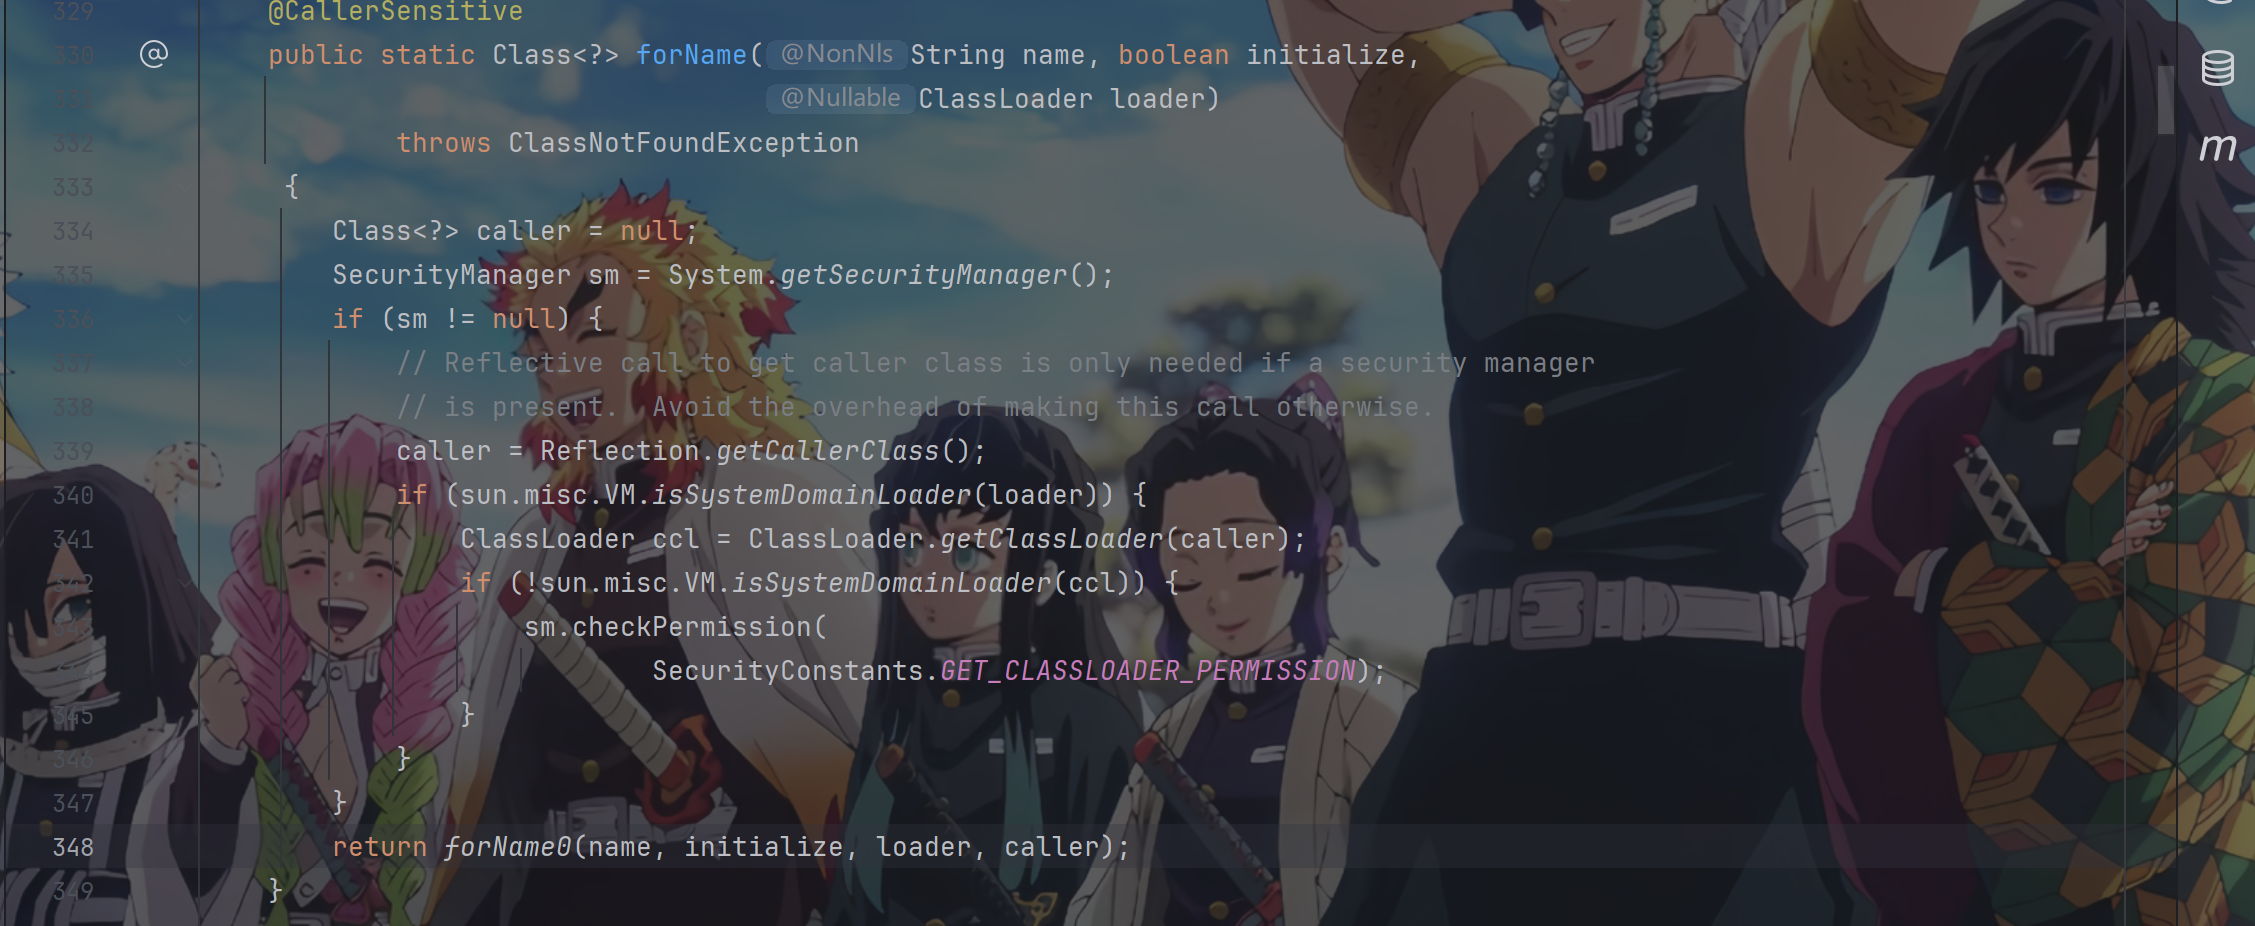 329 @CallerSensitive
330 @ public static Class<?> forName( @NonNls String name, boolean initialize,
331 @Nullable ClassLoader loader)
332 throws ClassNotFoundException
333 {
334 Class<?> caller = null;
335 SecurityManager sm = System.getSecurityManager();
336 if (sm != null) {
337 // Reflective call to get caller class is only needed if a security manager
338 // is present.  Avoid the overhead of making this call otherwise.
339 caller = Reflection.getCallerClass();
340 if (sun.misc.VM.isSystemDomainLoader(loader)) {
341 ClassLoader ccl = ClassLoader.getClassLoader(caller);
342 if (!sun.misc.VM.isSystemDomainLoader(ccl)) {
343 sm.checkPermission(
344 SecurityConstants.GET_CLASSLOADER_PERMISSION);
345 }
346 }
347 }
348 return forName0(name, initialize, loader, caller);
349 }
m